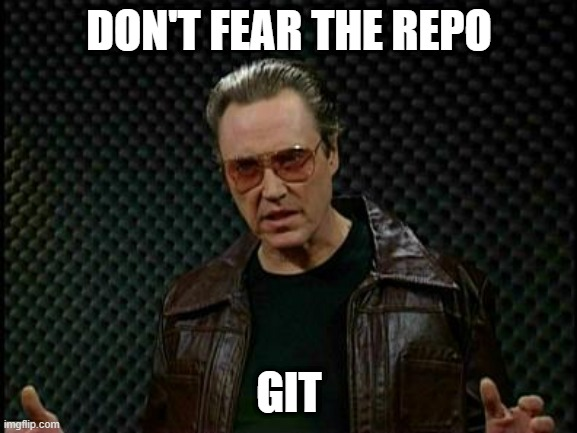 DON'T FEAR THE REPO
GIT
imgflip.com